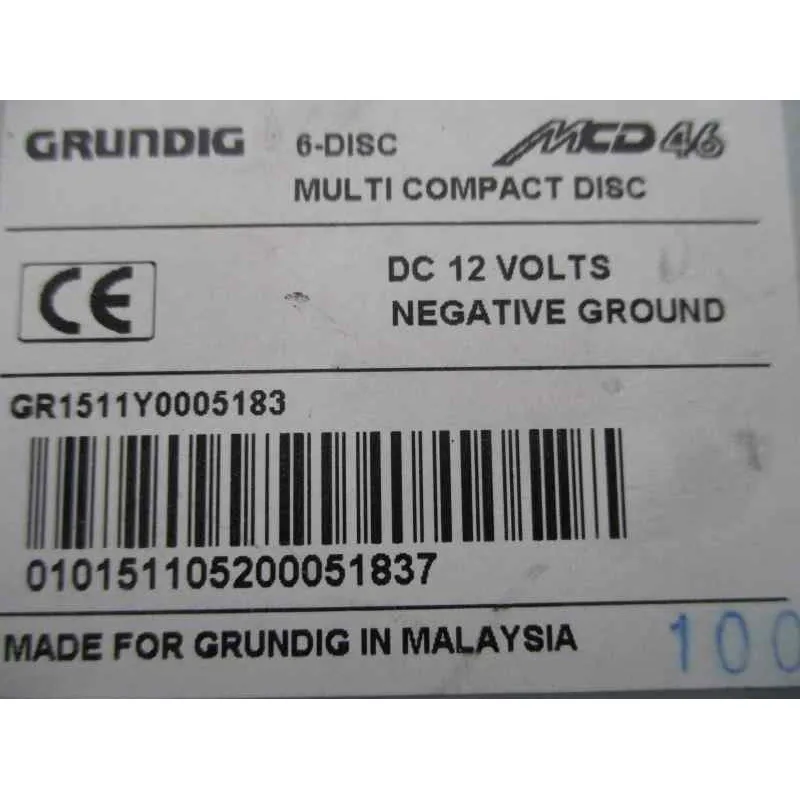 GRUNDIG 6-DISC MCD 46
MULTI COMPACT DISC
CE DC 12 VOLTS
NEGATIVE GROUND
GR1511Y0005183
010151105200051837
MADE FOR GRUNDIG IN MALAYSIA 100